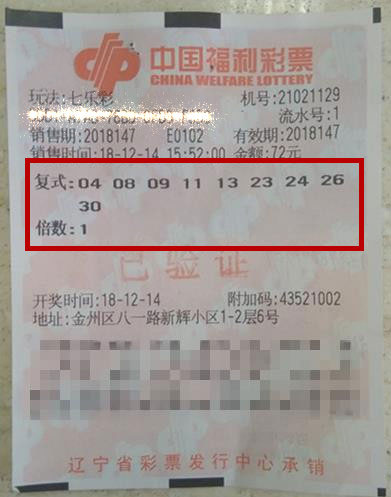 中国福利彩票
CHINA WELFARE LOTTERY
玩法:七乐彩 机号:21021129
流水号:1
销售期:2018147 E0102 有效期:2018147
销售时间:18-12-14 15:52:00 金额:72元
复式:04 08 09 11 13 23 24 26
30
倍数:1
已验证
开奖时间:18-12-14 附加码:43521002
地址:金州区八一路新辉小区1-2层6号
辽宁省彩票发行中心承销